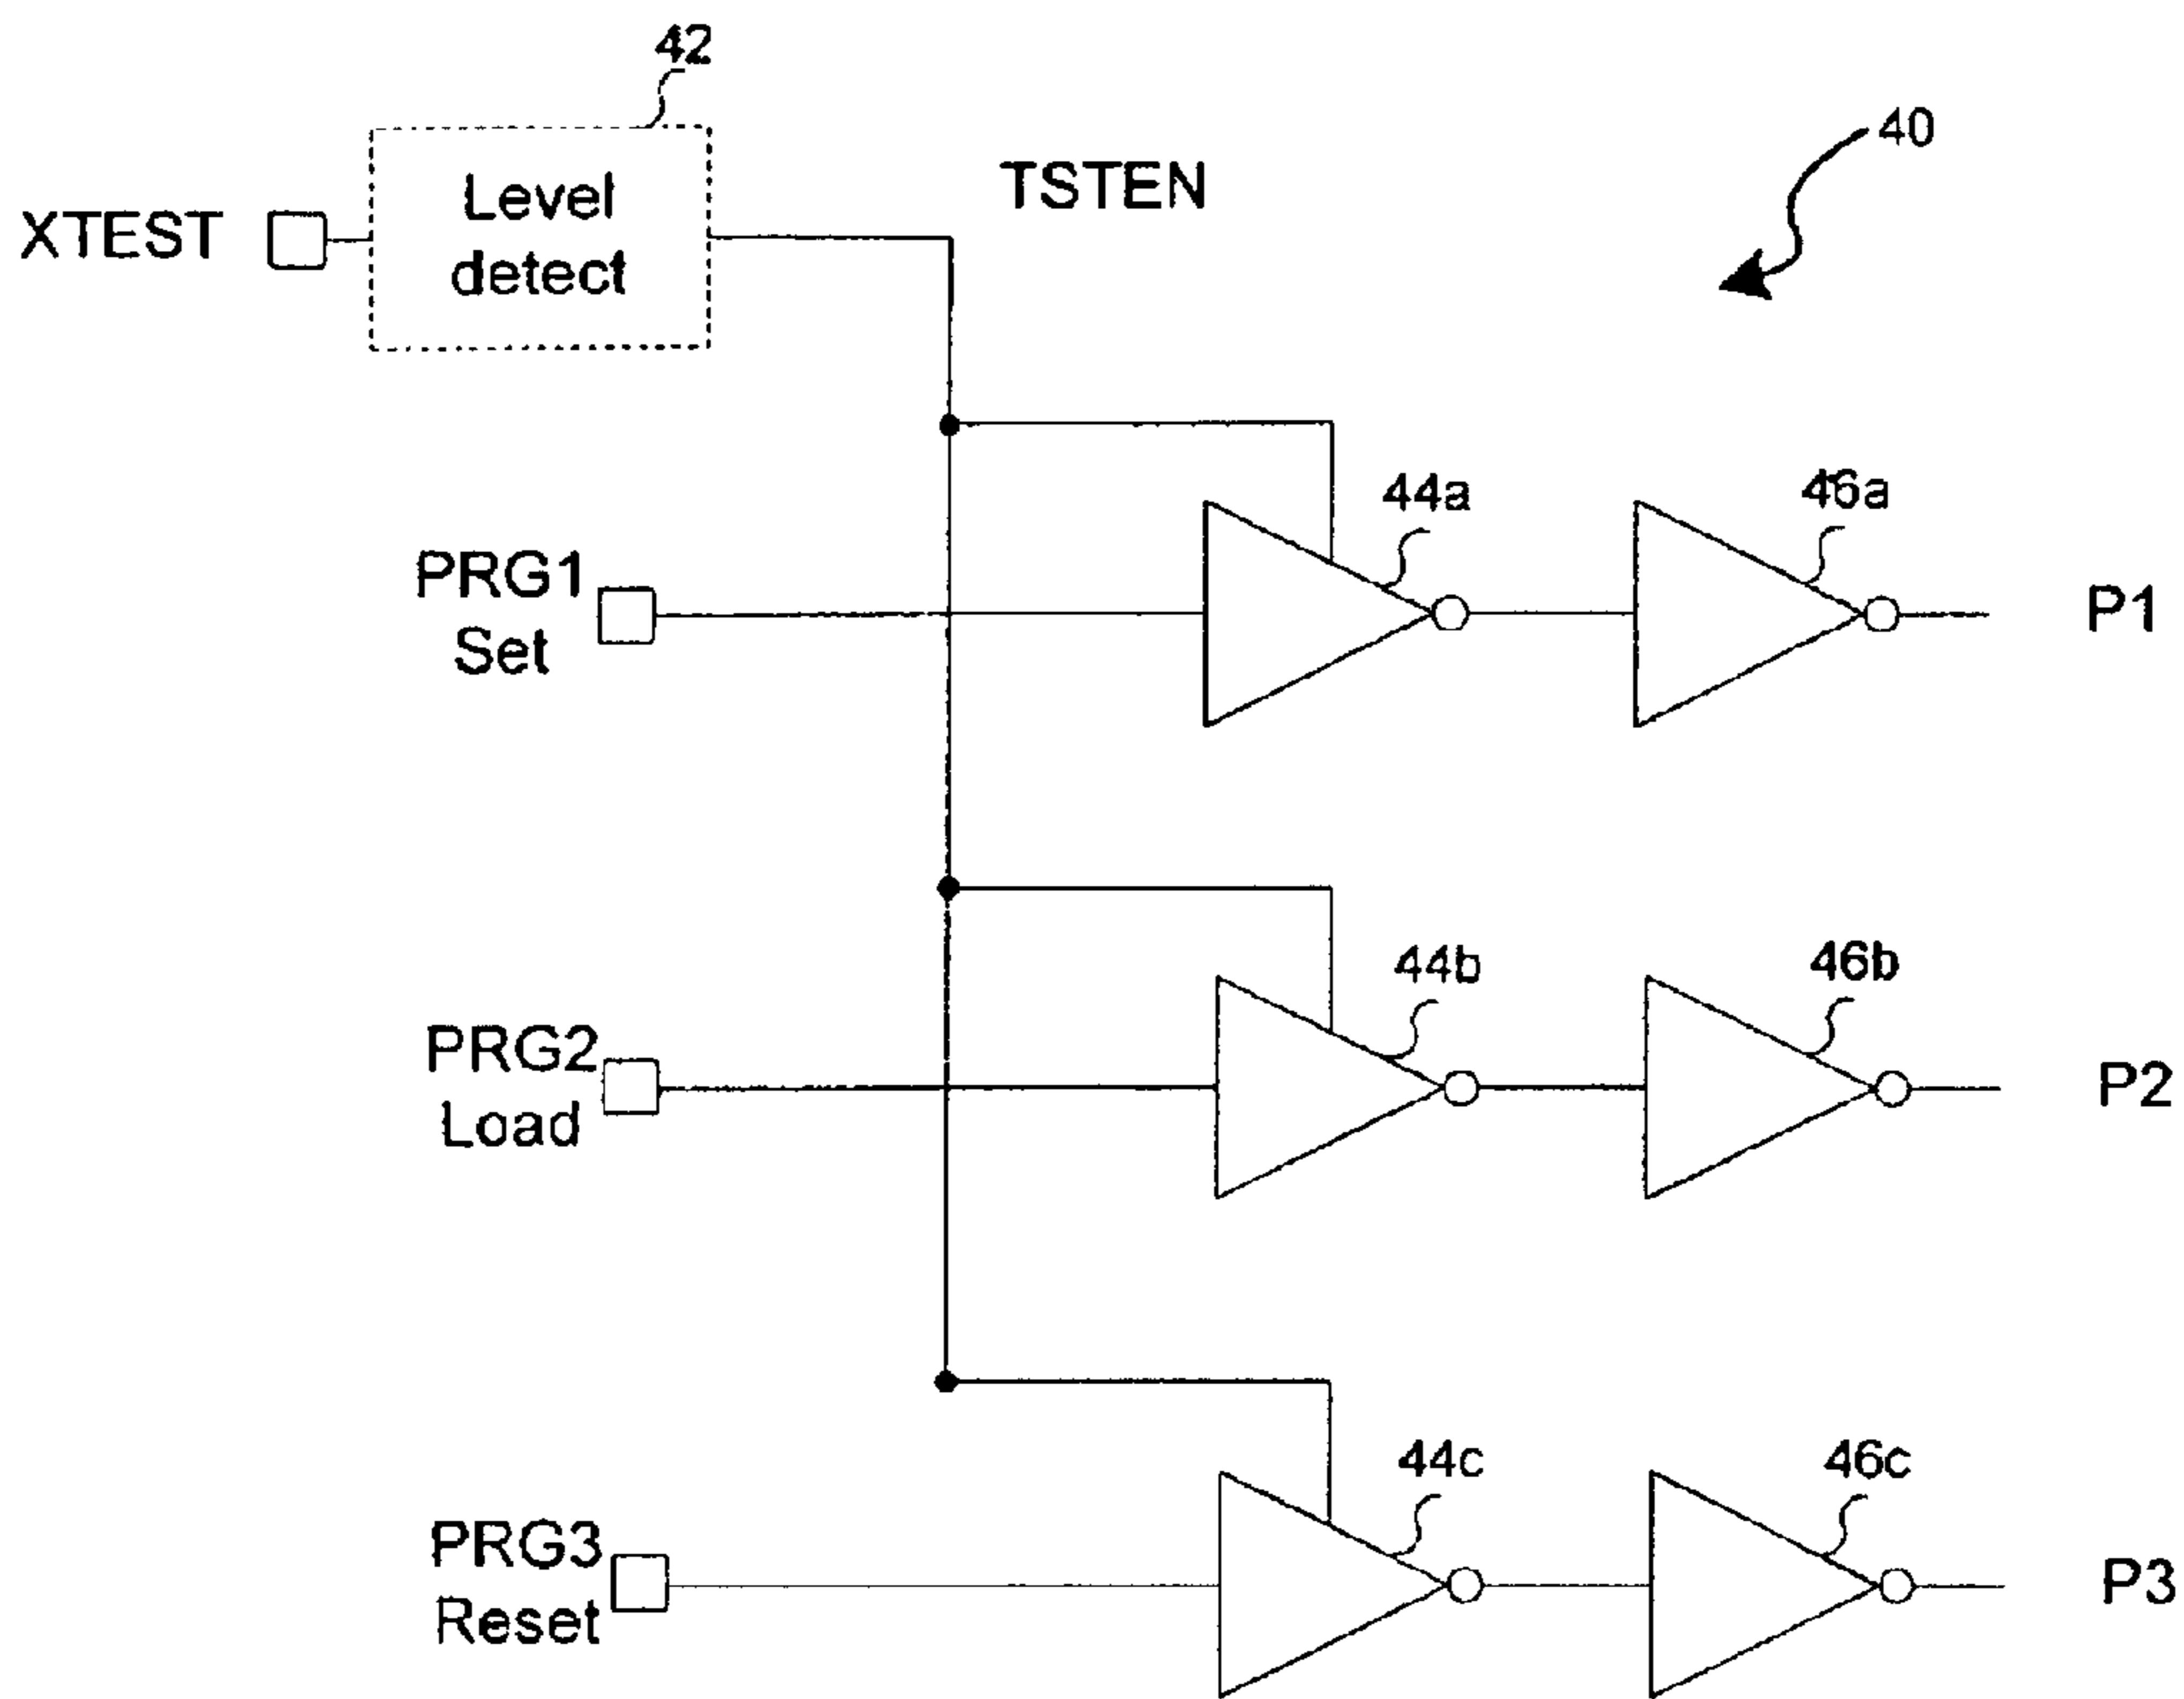 42
40
TSTEN
XTEST
Level
detect
44a
46a
PRG1
Set
P1
44b
46b
PRG2
Load
P2
44c
46c
PRG3
Reset
P3